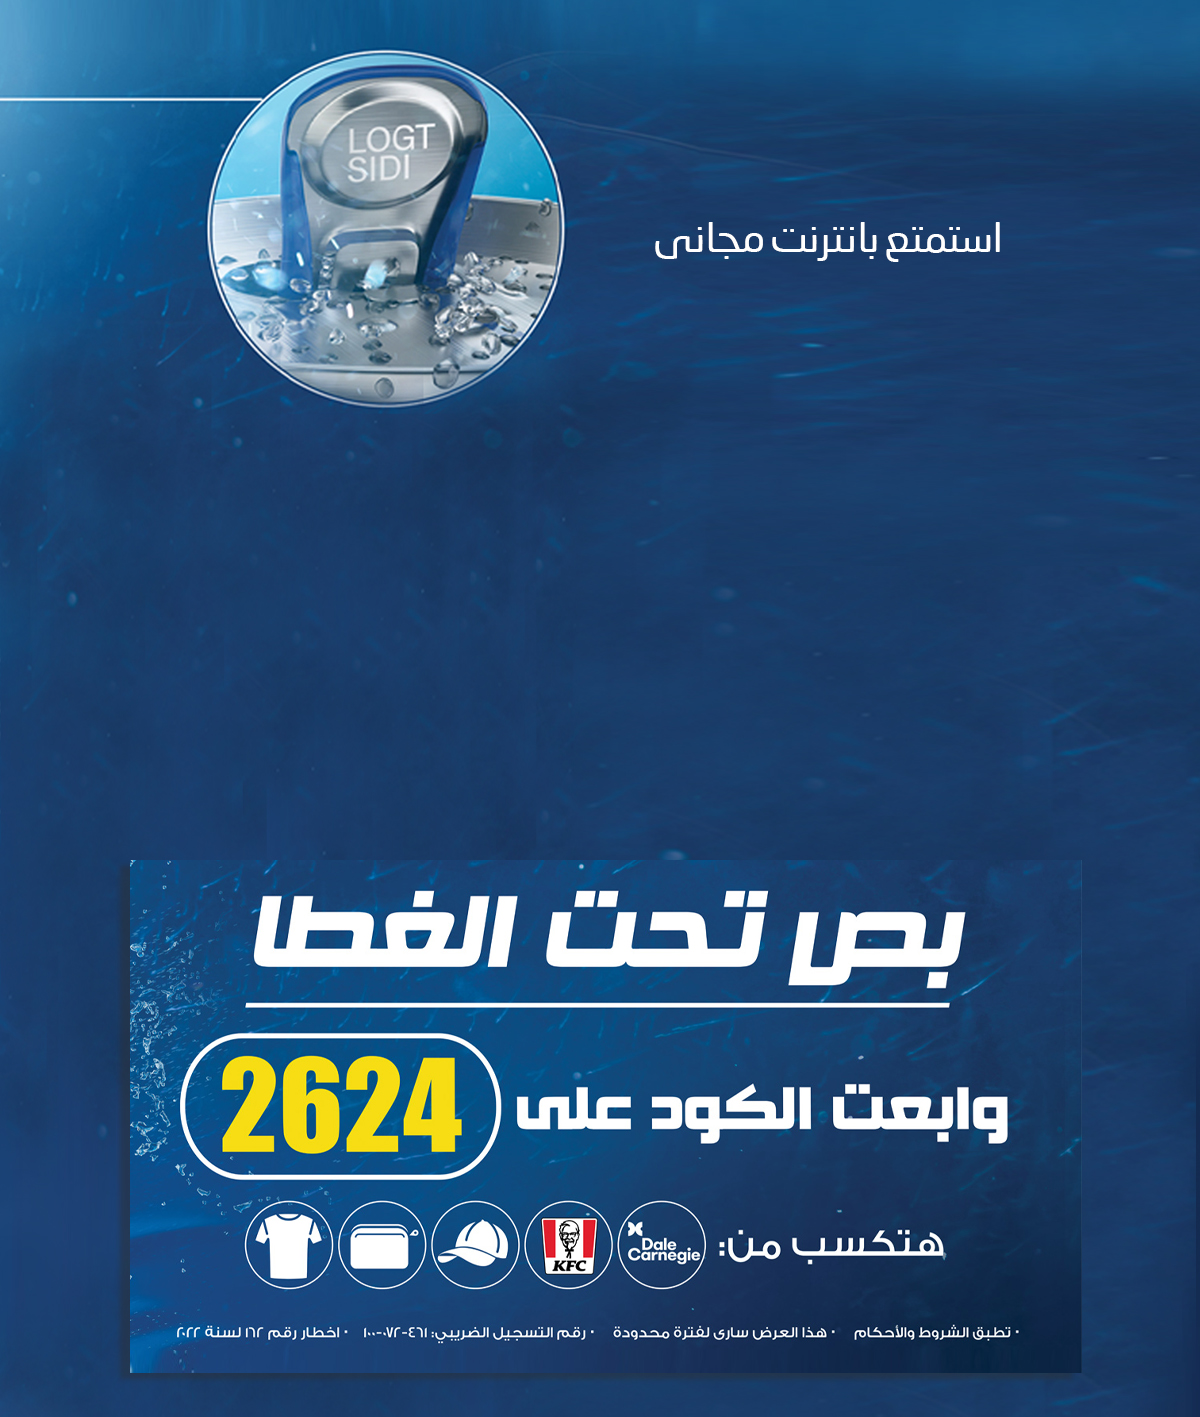 LOGT
SIDI
استمتع بانترنت مجانى
بص تحت الغطا
وابعت الكود على 2624
هتكسب من:
Dale
Carnegie
KFC
· تطبق الشروط والأحكام · هذا العرض سارى لفترة محدودة · رقم التسجيل الضريبي: ٤٦١-٠٧٢-١٠٠ · اخطار رقم ١٦٢ لسنة ٢٠٢٢